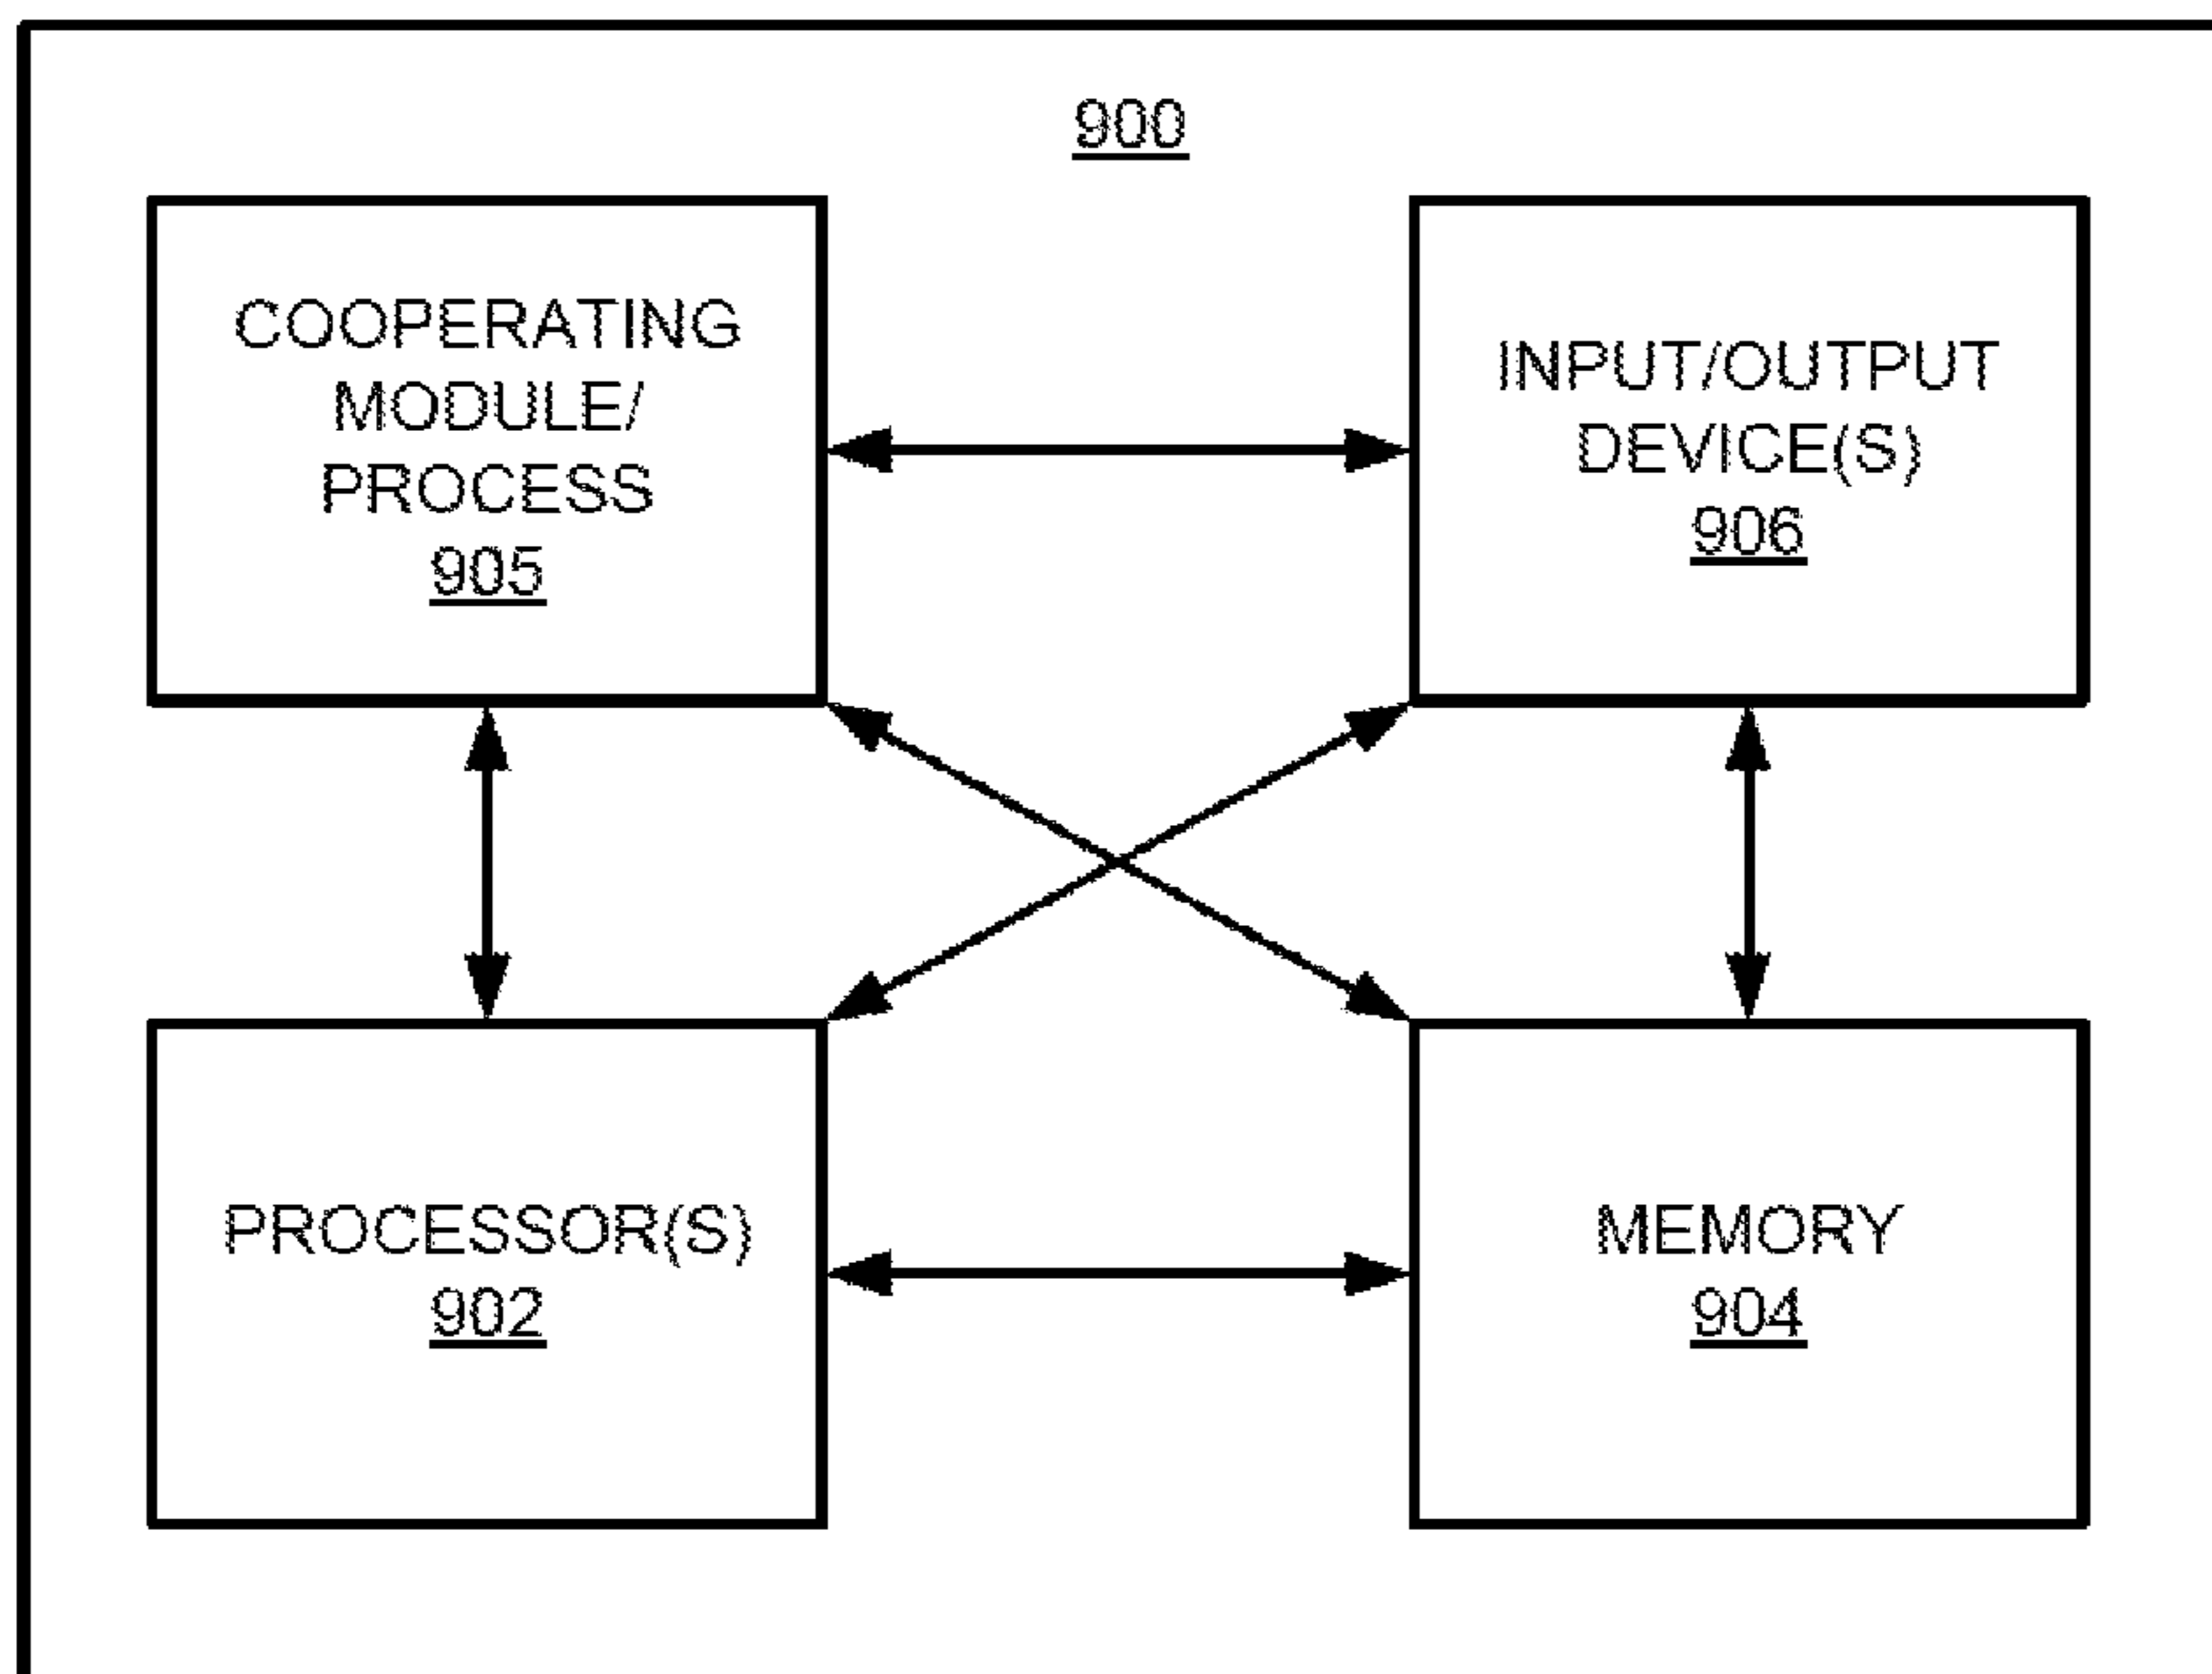 900
COOPERATING
MODULE/
PROCESS
905
INPUT/OUTPUT
DEVICE(S)
906
PROCESSOR(S)
902
MEMORY
904